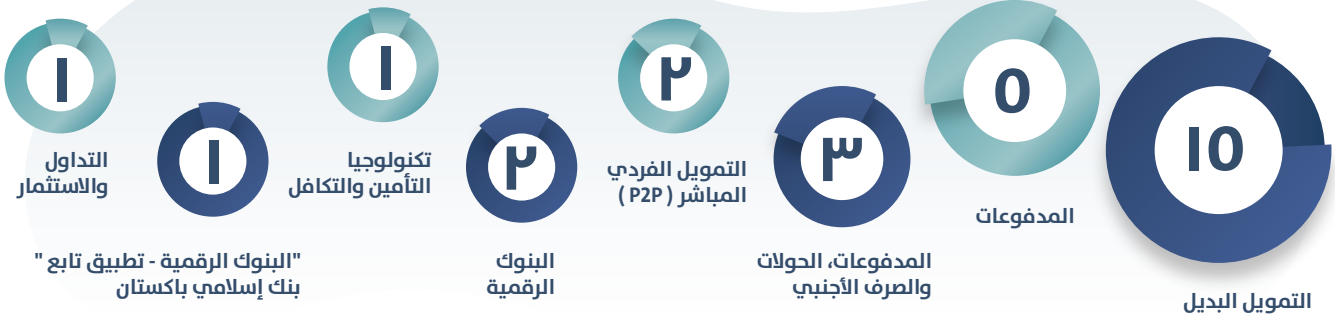 ١٥
التمويل البديل
٥
المدفوعات
٣
المدفوعات، الحولات
والصرف الأجنبي
٢
التمويل الفردي
المباشر ( P2P )
٢
البنوك
الرقمية
١
تكنولوجيا
التأمين والتكافل
١
"البنوك الرقمية - تطبيق تابع "
بنك إسلامي باكستان
١
التداول
والاستثمار